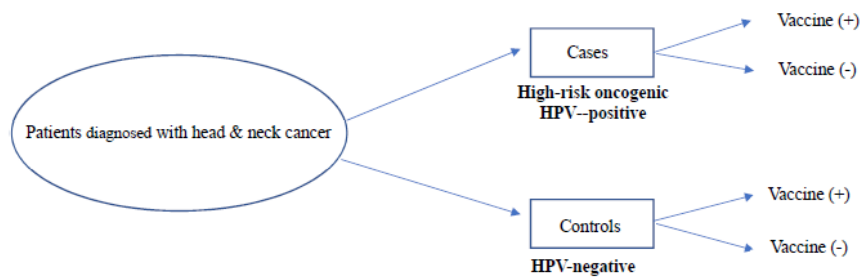 Vaccine (+)
Cases
Vaccine (-)
High-risk oncogenic
HPV--positive
Patients diagnosed with head & neck cancer
Vaccine (+)
Controls
Vaccine (-)
HPV-negative